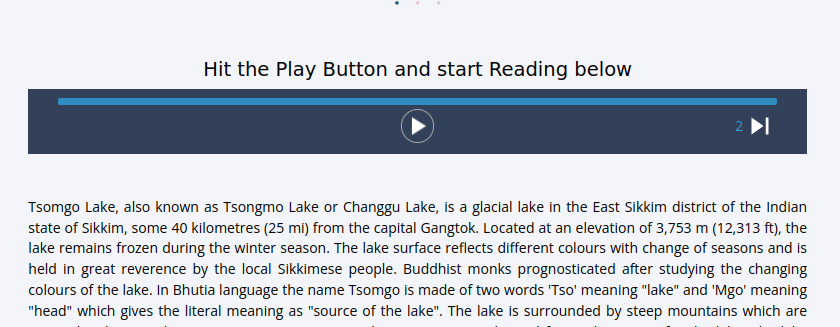 Hit the Play Button and start Reading below
2
Tsomgo Lake, also known as Tsongmo Lake or Changgu Lake, is a glacial lake in the East Sikkim district of the Indian
state of Sikkim, some 40 kilometres (25 mi) from the capital Gangtok. Located at an elevation of 3,753 m (12,313 ft), the
lake remains frozen during the winter season. The lake surface reflects different colours with change of seasons and is
held in great reverence by the local Sikkimese people. Buddhist monks prognosticated after studying the changing
colours of the lake. In Bhutia language the name Tsomgo is made of two words 'Tso' meaning "lake" and 'Mgo' meaning
"head" which gives the literal meaning as "source of the lake". The lake is surrounded by steep mountains which are